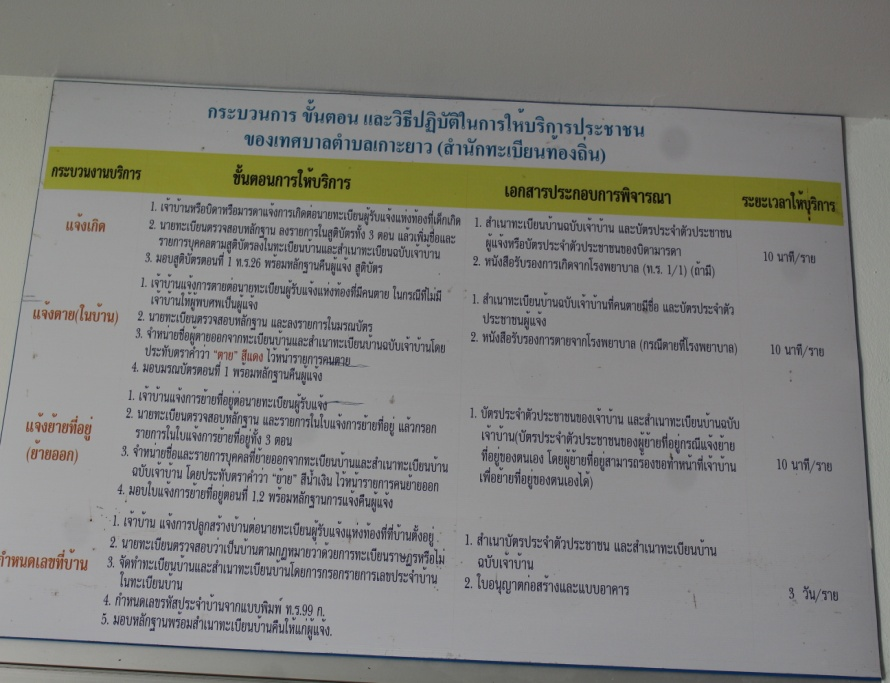 กระบวนการ ขั้นตอน และวิธีปฏิบัติในการให้บริการประชาชน
ของเทศบาลตำบลเกาะยาว (สำนักทะเบียนท้องถิ่น)
กระบวนงานบริการ
ขั้นตอนการให้บริการ
เอกสารประกอบการพิจารณา
ระยะเวลาให้บริการ
แจ้งเกิด
1. เจ้าบ้านหรือบิดาหรือมารดาแจ้งการเกิดต่อนายทะเบียนผู้รับแจ้งแห่งท้องที่เด็กเกิด
2. นายทะเบียนตรวจสอบหลักฐาน ลงรายการในสูติบัตรทั้ง 3 ตอน แล้วเพิ่มชื่อและ
รายการบุคคลตามสูติบัตรลงในทะเบียนบ้านและสำเนาทะเบียนฉบับเจ้าบ้าน
3. มอบสูติบัตรตอนที่ 1 ท.ร.26 พร้อมหลักฐานคืนผู้แจ้ง สูติบัตร
1. สำเนาทะเบียนบ้านฉบับเจ้าบ้าน และบัตรประจำตัวประชาชน
ผู้แจ้งหรือบัตรประจำตัวประชาชนของบิดามารดา
2. หนังสือรับรองการเกิดจากโรงพยาบาล (ท.ร. 1/1) (ถ้ามี)
10 นาที/ราย
แจ้งตาย(ในบ้าน)
1. เจ้าบ้านแจ้งการตายต่อนายทะเบียนผู้รับแจ้งแห่งท้องที่มีคนตาย ในกรณีที่ไม่มี
เจ้าบ้านให้ผู้พบศพเป็นผู้แจ้ง
2. นายทะเบียนตรวจสอบหลักฐาน และลงรายการในมรณบัตร
3. จำหน่ายชื่อผู้ตายออกจากทะเบียนบ้านและสำเนาทะเบียนบ้านฉบับเจ้าบ้านโดย
ประทับตราคำว่า "ตาย" สีแดง ไว้หน้ารายการคนตาย
4. มอบมรณบัตรตอนที่ 1 พร้อมหลักฐานคืนผู้แจ้ง
1. สำเนาทะเบียนบ้านฉบับเจ้าบ้านที่คนตายมีชื่อ และบัตรประจำตัว
ประชาชนผู้แจ้ง
2. หนังสือรับรองการตายจากโรงพยาบาล (กรณีตายที่โรงพยาบาล)
10 นาที/ราย
แจ้งย้ายที่อยู่
(ย้ายออก)
1. เจ้าบ้านแจ้งการย้ายที่อยู่ต่อนายทะเบียนผู้รับแจ้ง
2. นายทะเบียนตรวจสอบหลักฐาน และรายการในใบแจ้งการย้ายที่อยู่ แล้วกรอก
รายการในใบแจ้งการย้ายที่อยู่ทั้ง 3 ตอน
3. จำหน่ายชื่อและรายการบุคคลที่ย้ายออกจากทะเบียนบ้านและสำเนาทะเบียนบ้าน
ฉบับเจ้าบ้าน โดยประทับตราคำว่า "ย้าย" สีน้ำเงิน ไว้หน้ารายการคนย้ายออก
4. มอบใบแจ้งการย้ายที่อยู่ตอนที่ 1,2 พร้อมหลักฐานการแจ้งคืนผู้แจ้ง
1. บัตรประจำตัวประชาชนของเจ้าบ้าน และสำเนาทะเบียนบ้านฉบับ
เจ้าบ้าน(บัตรประจำตัวประชาชนของผู้ย้ายที่อยู่กรณีแจ้งย้าย
ที่อยู่ของตนเอง โดยผู้ย้ายที่อยู่สามารถร้องขอทำหน้าที่เจ้าบ้าน
เพื่อย้ายที่อยู่ของตนเองได้)
10 นาที/ราย
กำหนดเลขที่บ้าน
1. เจ้าบ้าน แจ้งการปลูกสร้างบ้านต่อนายทะเบียนผู้รับแจ้งแห่งท้องที่ที่บ้านตั้งอยู่
2. นายทะเบียนตรวจสอบว่าเป็นบ้านตามกฎหมายว่าด้วยการทะเบียนราษฎรหรือไม่
3. จัดทำทะเบียนบ้านและสำเนาทะเบียนบ้านโดยการกรอกรายการเลขประจำบ้าน
ในทะเบียนบ้าน
4. กำหนดเลขรหัสประจำบ้านจากแบบพิมพ์ ท.ร.99 ก.
5. มอบหลักฐานพร้อมสำเนาทะเบียนบ้านคืนให้แก่ผู้แจ้ง.
1. สำเนาบัตรประจำตัวประชาชน และสำเนาทะเบียนบ้าน
ฉบับเจ้าบ้าน
2. ใบอนุญาตก่อสร้างและแบบอาคาร
3 วัน/ราย